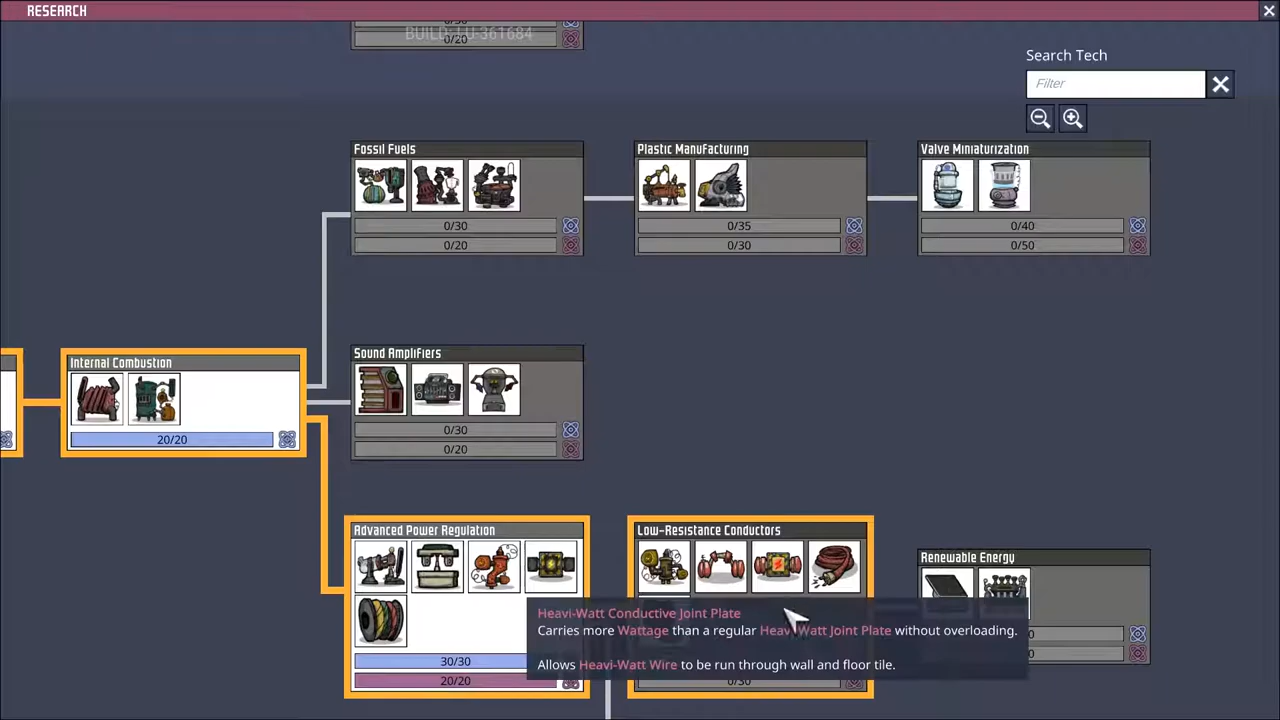 RESEARCH
0/30
0/20
BUILD: LU-361684
Search Tech
Filter
Fossil Fuels
0/30
0/20
Plastic Manufacturing
0/35
0/30
Valve Miniaturization
0/40
0/50
Internal Combustion
20/20
Sound Amplifiers
0/30
0/20
Advanced Power Regulation
30/30
20/20
Low-Resistance Conductors
0/30
Renewable Energy
Heavi-Watt Conductive Joint Plate
Carries more Wattage than a regular Heavi-Watt Joint Plate without overloading.
Allows Heavi-Watt Wire to be run through wall and floor tile.